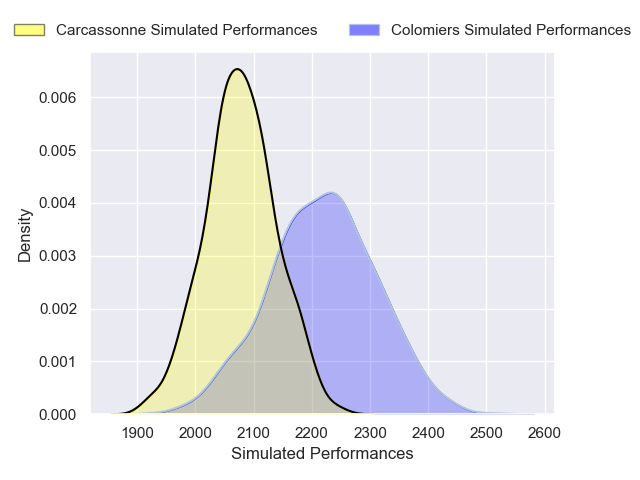 Carcassonne Simulated Performances
Colomiers Simulated Performances
0.006
0.005
0.004
0.003
0.002
0.001
0.000
Density
1900 2000 2100 2200 2300 2400 2500 2600
Simulated Performances